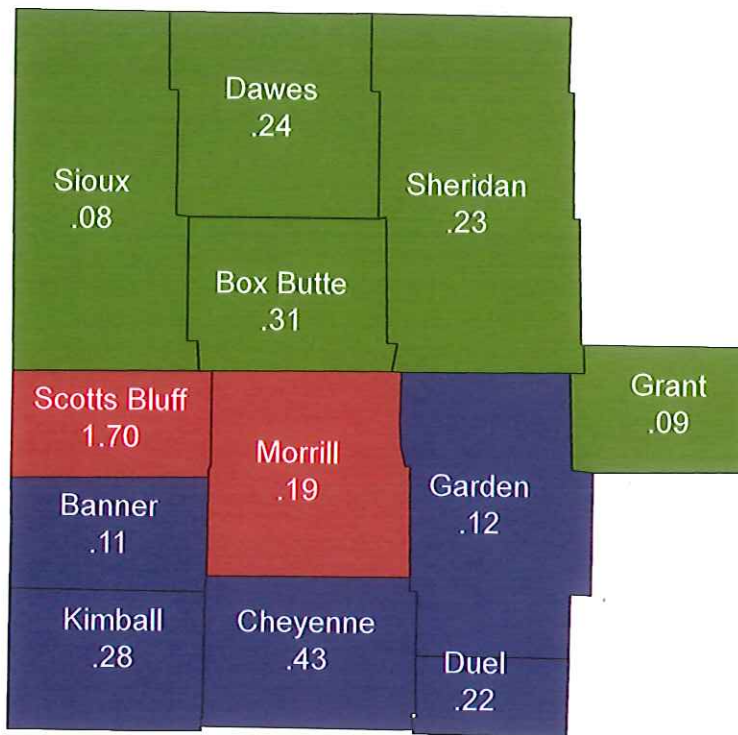 Dawes
.24
Sioux
.08
Sheridan
.23
Box Butte
.31
Scotts Bluff
1.70
Grant
.09
Morrill
.19
Garden
.12
Banner
.11
Kimball
.28
Cheyenne
.43
Duel
.22